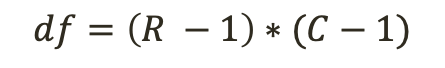 df = (R − 1) ∗ (C − 1)